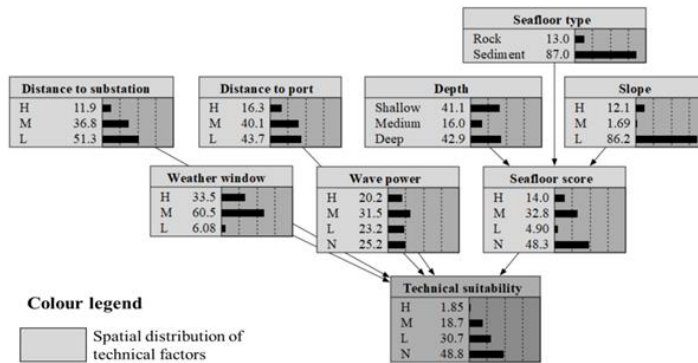 Seafloor type
Rock 13.0
Sediment 87.0
Distance to substation
H 11.9
M 36.8
L 51.3
Distance to port
H 16.3
M 40.1
L 43.7
Depth
Shallow 41.1
Medium 16.0
Deep 42.9
Slope
H 12.1
M 1.69
L 86.2
Weather window
H 33.5
M 60.5
L 6.08
Wave power
H 20.2
M 31.5
L 23.2
N 25.2
Seafloor score
H 14.0
M 32.8
L 4.90
N 48.3
Technical suitability
H 1.85
M 18.7
L 30.7
N 48.8
Colour legend
Spatial distribution of
technical factors